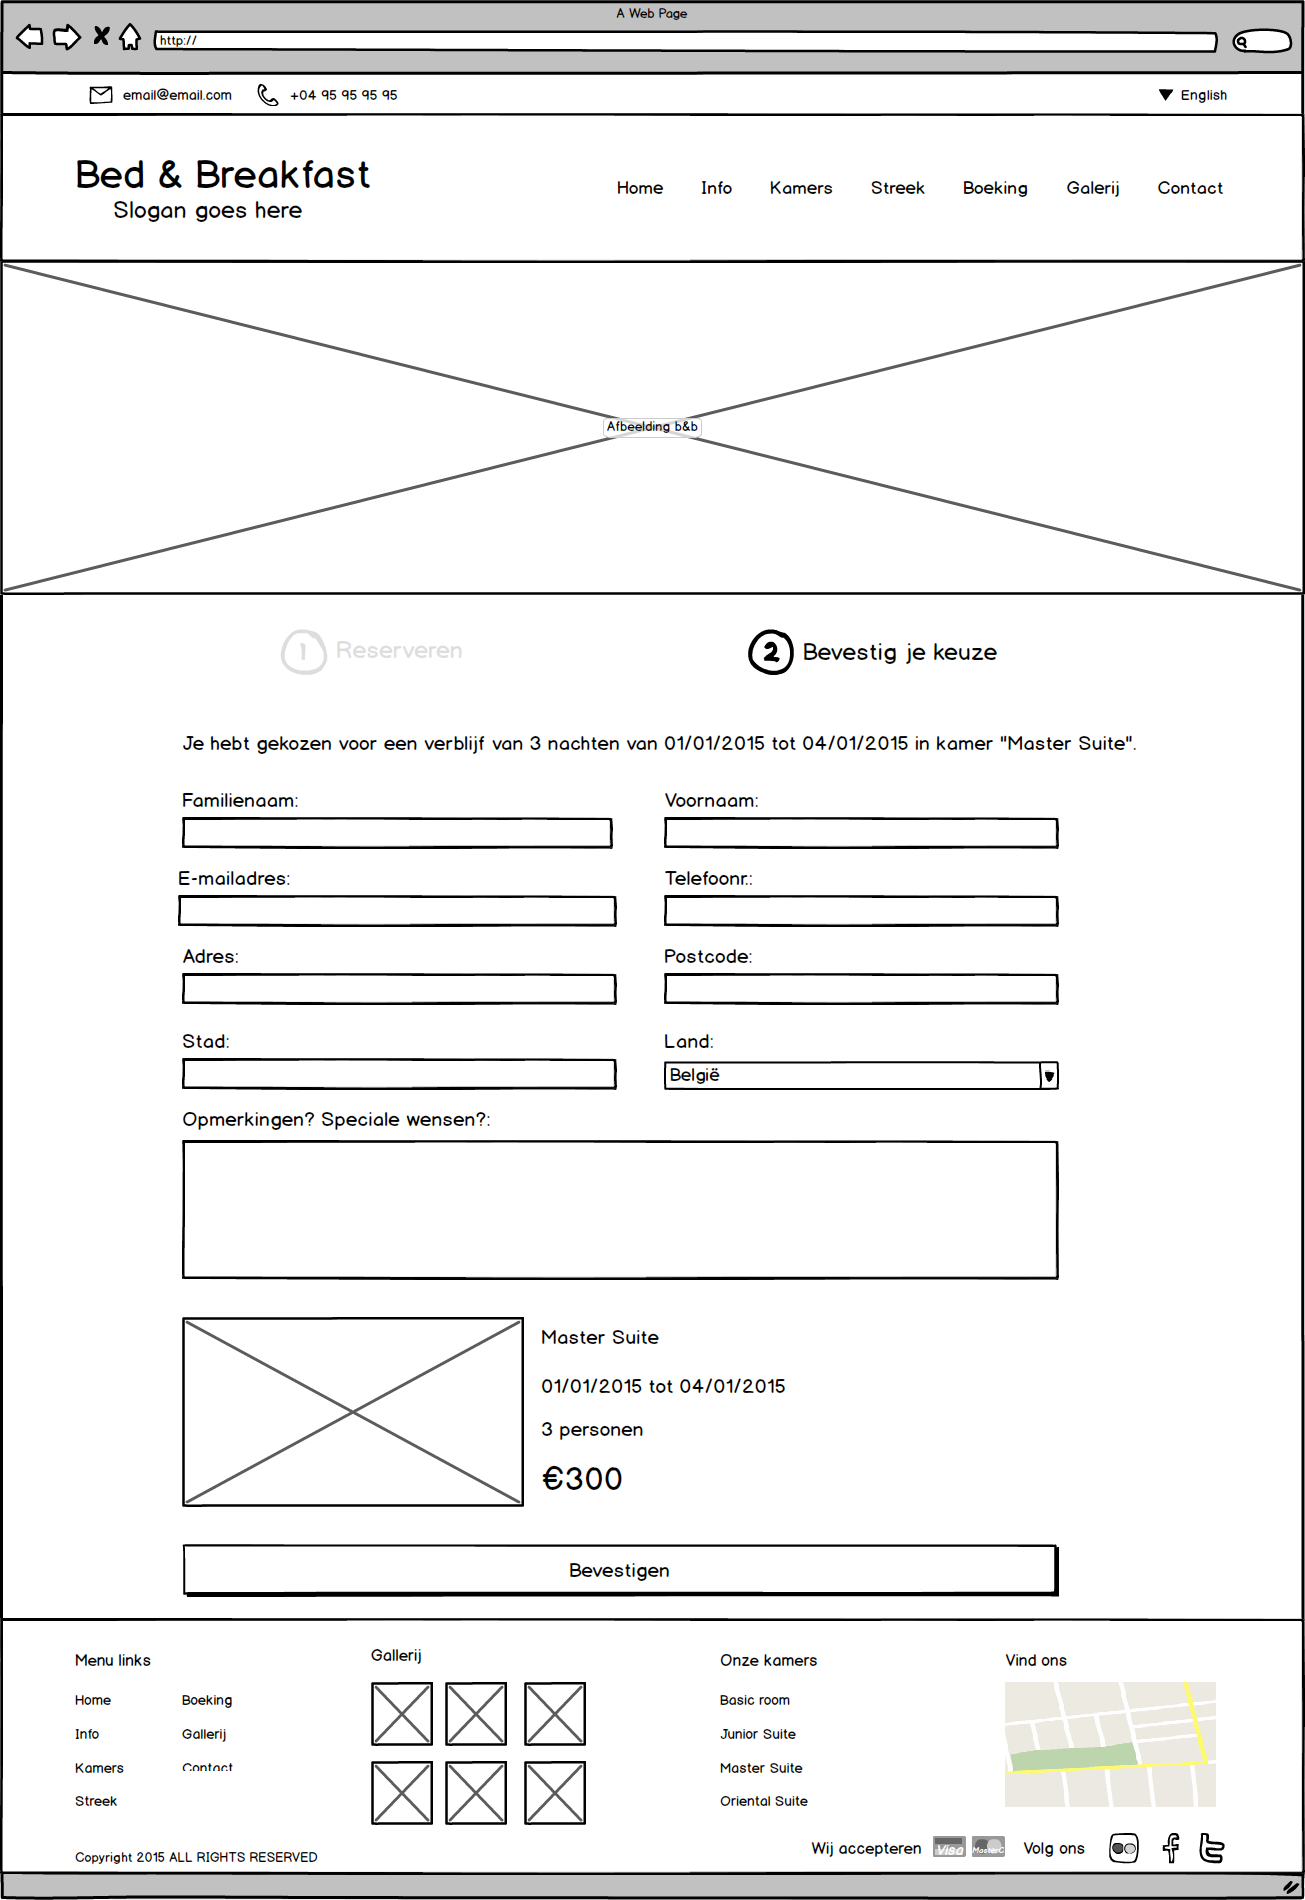 A Web Page
http://
email@email.com +04 95 95 95 95 English
Bed & Breakfast
Slogan goes here
Home Info Kamers Streek Boeking Galerij Contact
Afbeelding b&b
1 Reserveren 2 Bevestig je keuze
Je hebt gekozen voor een verblijf van 3 nachten van 01/01/2015 tot 04/01/2015 in kamer "Master Suite".
Familienaam: Voornaam:
E-mailadres: Telefoonr.:
Adres: Postcode:
Stad: Land:
België
Opmerkingen? Speciale wensen?:
Master Suite
01/01/2015 tot 04/01/2015
3 personen
€300
Bevestigen
Menu links Gallerij Onze kamers Vind ons
Home Boeking Basic room
Info Gallerij Junior Suite
Kamers Contact Master Suite
Streek Oriental Suite
Wij accepteren Visa MasterC Volg ons
Copyright 2015 ALL RIGHTS RESERVED